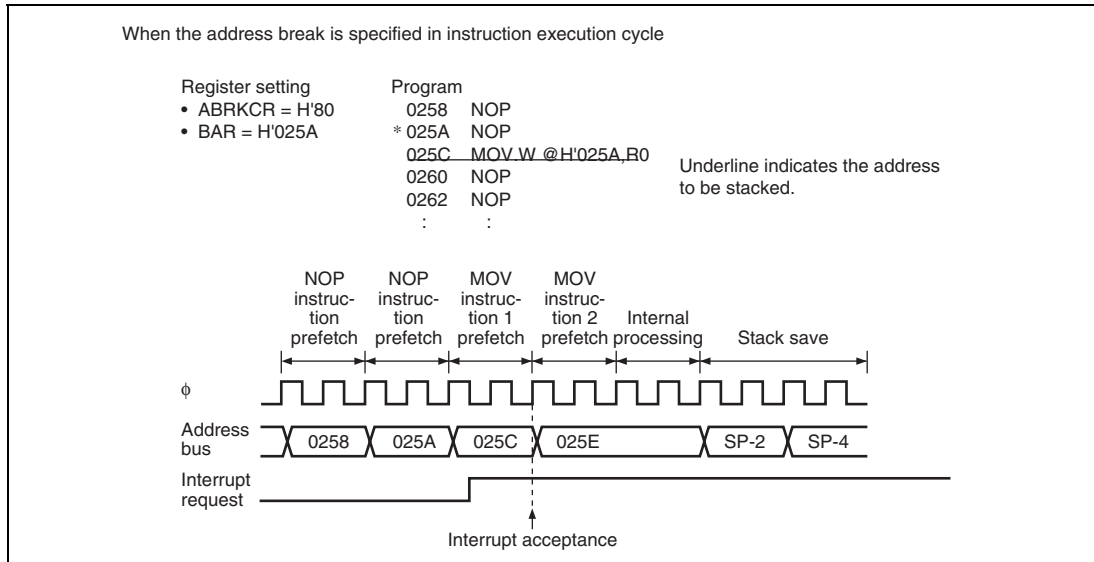 When the address break is specified in instruction execution cycle
Register setting
• ABRKCR = H'80
• BAR = H'025A
Program
0258 NOP
* 025A NOP
025C MOV.W @H'025A,R0
0260 NOP
0262 NOP
: :
Underline indicates the address
to be stacked.
NOP
instruc-
tion
prefetch
NOP
instruc-
tion
prefetch
MOV
instruc-
tion 1
prefetch
MOV
instruc-
tion 2
prefetch
Internal
processing
Stack save
φ
Address
bus
0258 025A 025C 025E SP-2 SP-4
Interrupt
request
Interrupt acceptance